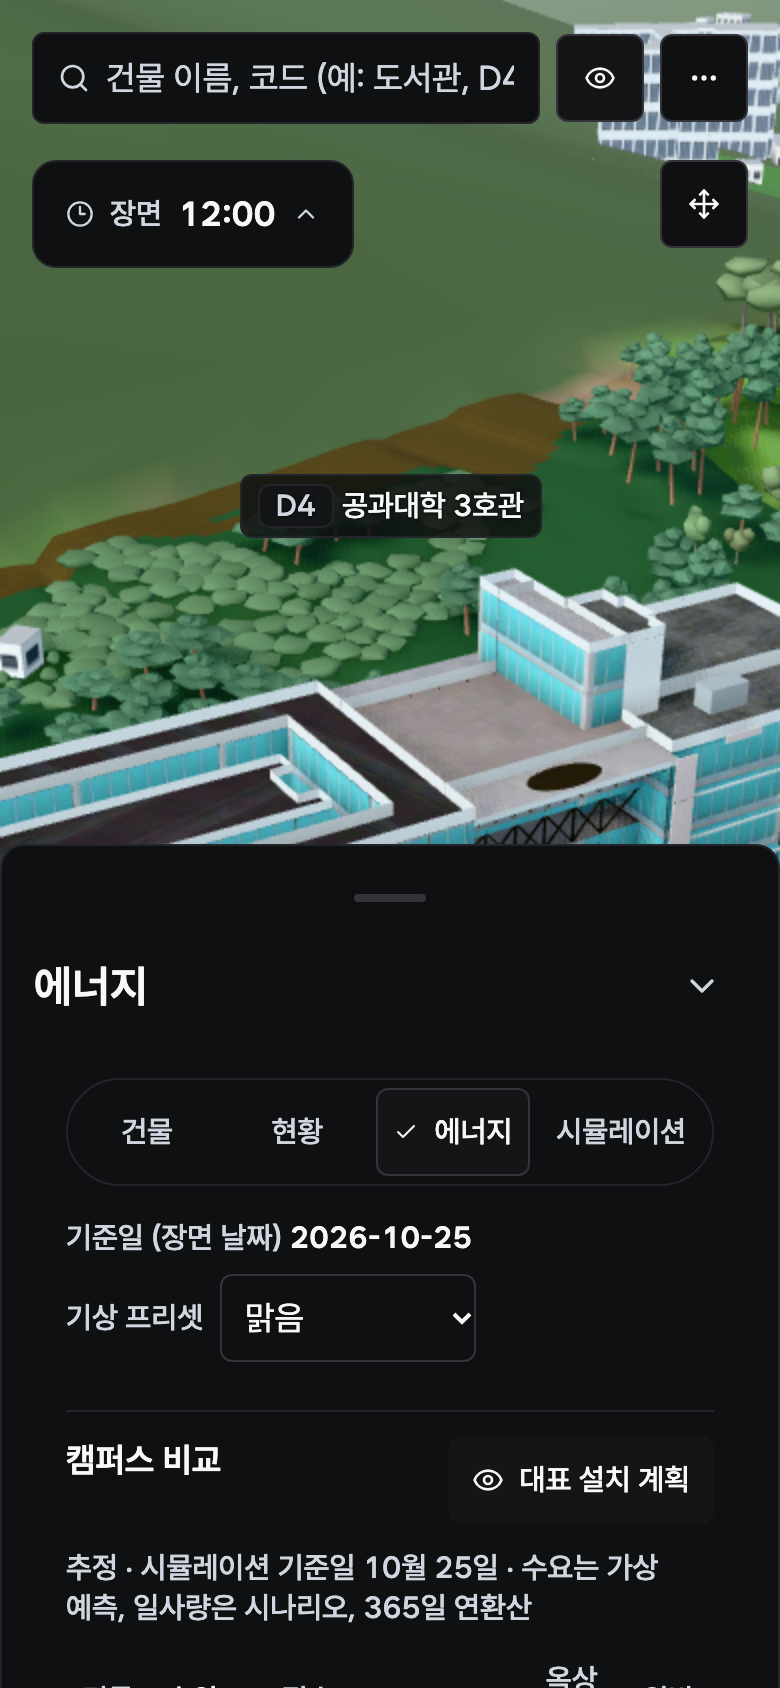 건물 이름, 코드 (예: 도서관, D4
장면 12:00
D4 공과대학 3호관
에너지
건물 현황 에너지 시뮬레이션
기준일 (장면 날짜) 2026-10-25
기상 프리셋 맑음
캠퍼스 비교 대표 설치 계획
추정 · 시뮬레이션 기준일 10월 25일 · 수요는 가상
예측, 일사량은 시나리오, 365일 연환산
옥상